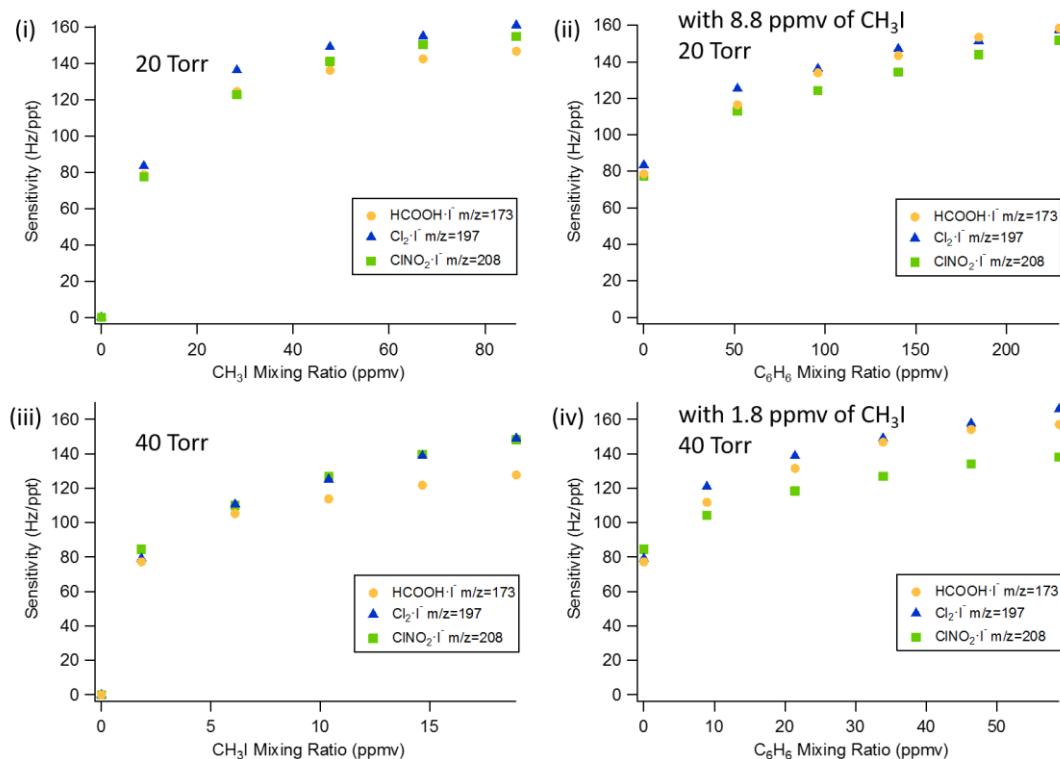 (i)
20 Torr
Sensitivity (Hz/ppt)
160
140
120
100
80
60
40
20
0
HCOOH·I⁻ m/z=173
Cl₂·I⁻ m/z=197
ClNO₂·I⁻ m/z=208
0 20 40 60 80
CH₃I Mixing Ratio (ppmv)
(ii)
with 8.8 ppmv of CH₃I
20 Torr
Sensitivity (Hz/ppt)
160
140
120
100
80
60
40
20
0
HCOOH·I⁻ m/z=173
Cl₂·I⁻ m/z=197
ClNO₂·I⁻ m/z=208
0 50 100 150 200
C₆H₆ Mixing Ratio (ppmv)
(iii)
40 Torr
Sensitivity (Hz/ppt)
160
140
120
100
80
60
40
20
0
HCOOH·I⁻ m/z=173
Cl₂·I⁻ m/z=197
ClNO₂·I⁻ m/z=208
0 5 10 15
CH₃I Mixing Ratio (ppmv)
(iv)
with 1.8 ppmv of CH₃I
40 Torr
Sensitivity (Hz/ppt)
160
140
120
100
80
60
40
20
0
HCOOH·I⁻ m/z=173
Cl₂·I⁻ m/z=197
ClNO₂·I⁻ m/z=208
0 10 20 30 40 50
C₆H₆ Mixing Ratio (ppmv)